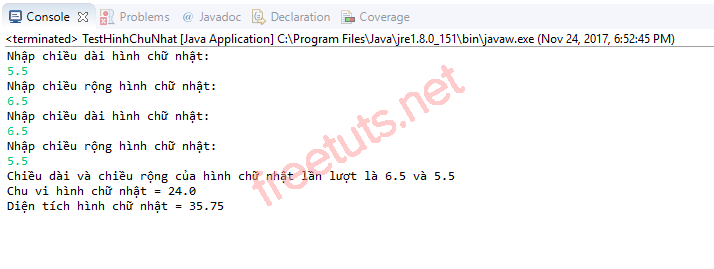 Console Problems Javadoc Declaration Coverage
<terminated> TestHinhChuNhat [Java Application] C:\Program Files\Java\jre1.8.0_151\bin\javaw.exe (Nov 24, 2017, 6:52:45 PM)
Nhập chiều dài hình chữ nhật:
5.5
Nhập chiều rộng hình chữ nhật:
6.5
Nhập chiều dài hình chữ nhật:
6.5
Nhập chiều rộng hình chữ nhật:
5.5
Chiều dài và chiều rộng của hình chữ nhật lần lượt là 6.5 và 5.5
Chu vi hình chữ nhật = 24.0
Diện tích hình chữ nhật = 35.75
freetuts.net